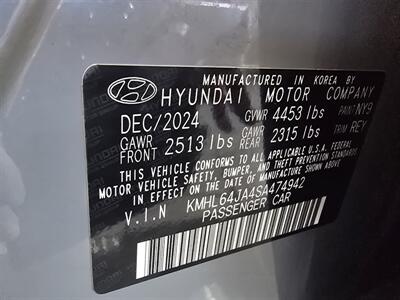 MANUFACTURED IN KOREA BY
HYUNDAI MOTOR COMPANY
DEC/2024 GVWR 4453 lbs PAINT NY9
GAWR FRONT 2513 lbs GAWR REAR 2315 lbs TRIM REY
THIS VEHICLE CONFORMS TO ALL APPLICABLE U.S.A. FEDERAL
MOTOR VEHICLE SAFETY, BUMPER, AND THEFT PREVENTION STANDARDS
IN EFFECT ON THE DATE OF MANUFACTURE SHOWN ABOVE.
V.I.N KMHL64JA4SA474942
PASSENGER CAR